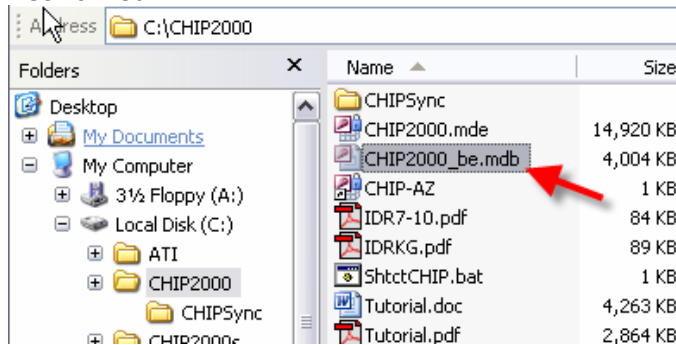 Address C:\CHIP2000
Folders x
Name Size
Desktop
My Documents
My Computer
3½ Floppy (A:)
Local Disk (C:)
ATI
CHIP2000
CHIPSync
CHIP2000s
CHIPSync
CHIP2000.mde 14,920 KB
CHIP2000_be.mdb 4,004 KB
CHIP-AZ 1 KB
IDR7-10.pdf 84 KB
IDRKG.pdf 89 KB
ShtctCHIP.bat 1 KB
Tutorial.doc 4,263 KB
Tutorial.pdf 2,864 KB